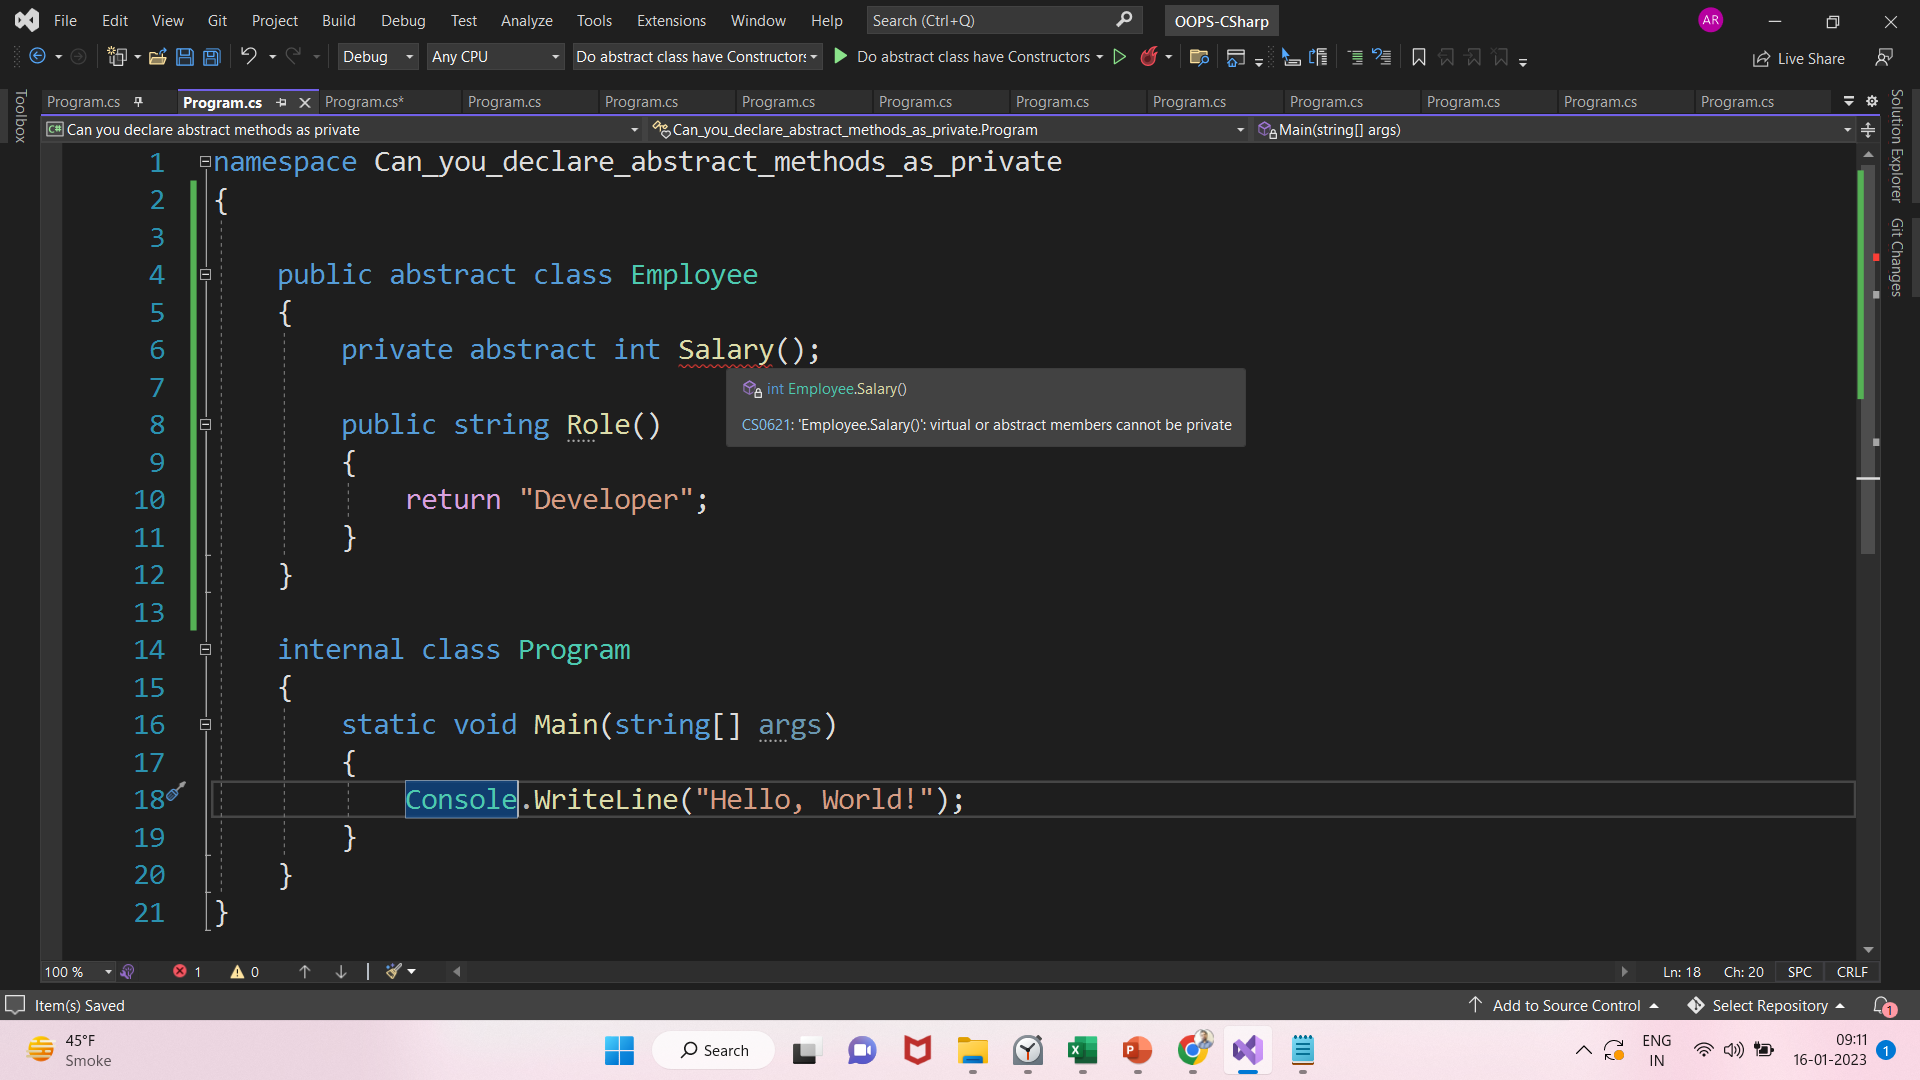 File Edit View Git Project Build Debug Test Analyze Tools Extensions Window Help Search (Ctrl+Q) OOPS-CSharp AR
Debug Any CPU Do abstract class have Constructors Do abstract class have Constructors Live Share
Toolbox
Program.cs Program.cs Program.cs* Program.cs Program.cs Program.cs Program.cs Program.cs Program.cs Program.cs Program.cs Program.cs Program.cs
C# Can you declare abstract methods as private Can_you_declare_abstract_methods_as_private.Program Main(string[] args)
Solution Explorer
Git Changes
1 namespace Can_you_declare_abstract_methods_as_private
2 {
3
4 public abstract class Employee
5 {
6 private abstract int Salary();
7
int Employee.Salary()
8 public string Role()
CS0621: 'Employee.Salary()': virtual or abstract members cannot be private
9 {
10 return "Developer";
11 }
12 }
13
14 internal class Program
15 {
16 static void Main(string[] args)
17 {
18 Console.WriteLine("Hello, World!");
19 }
20 }
21 }
100 % 1 0 Ln: 18 Ch: 20 SPC CRLF
Item(s) Saved Add to Source Control Select Repository 1
45°F
Smoke
Search
ENG
IN
09:11
16-01-2023
1